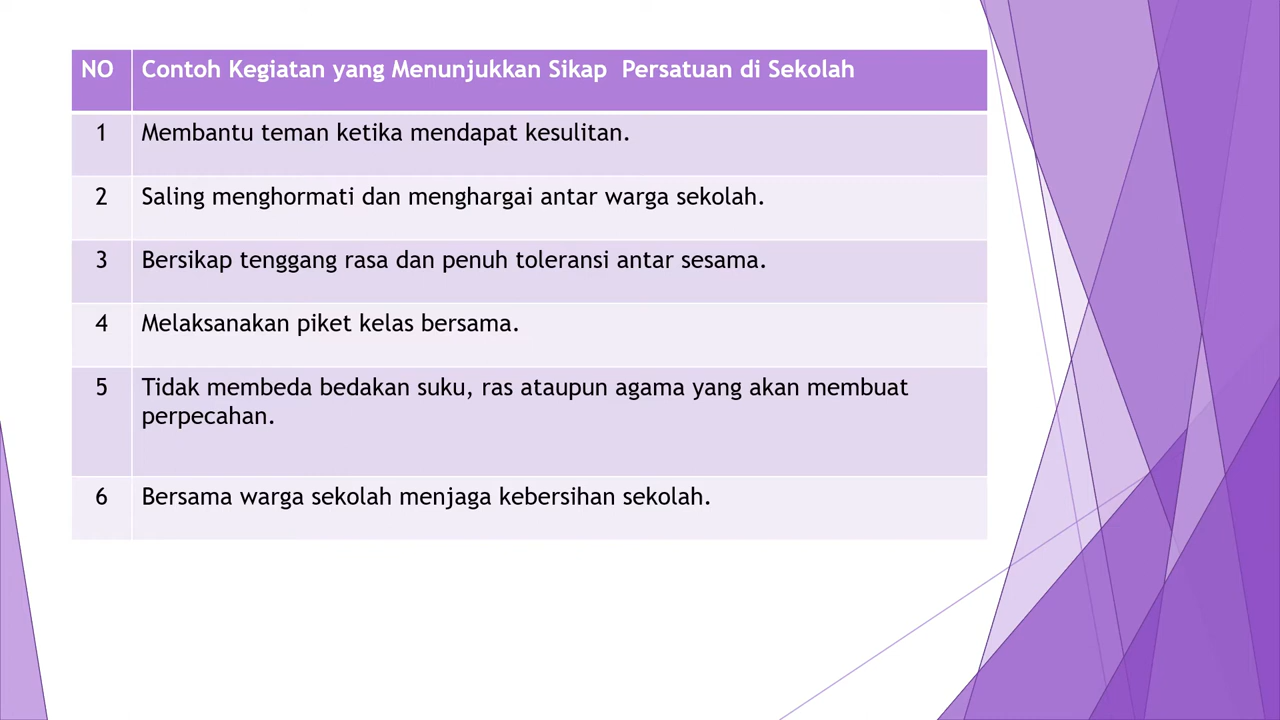 NO Contoh Kegiatan yang Menunjukkan Sikap  Persatuan di Sekolah
1 Membantu teman ketika mendapat kesulitan.
2 Saling menghormati dan menghargai antar warga sekolah.
3 Bersikap tenggang rasa dan penuh toleransi antar sesama.
4 Melaksanakan piket kelas bersama.
5 Tidak membeda bedakan suku, ras ataupun agama yang akan membuat
perpecahan.
6 Bersama warga sekolah menjaga kebersihan sekolah.